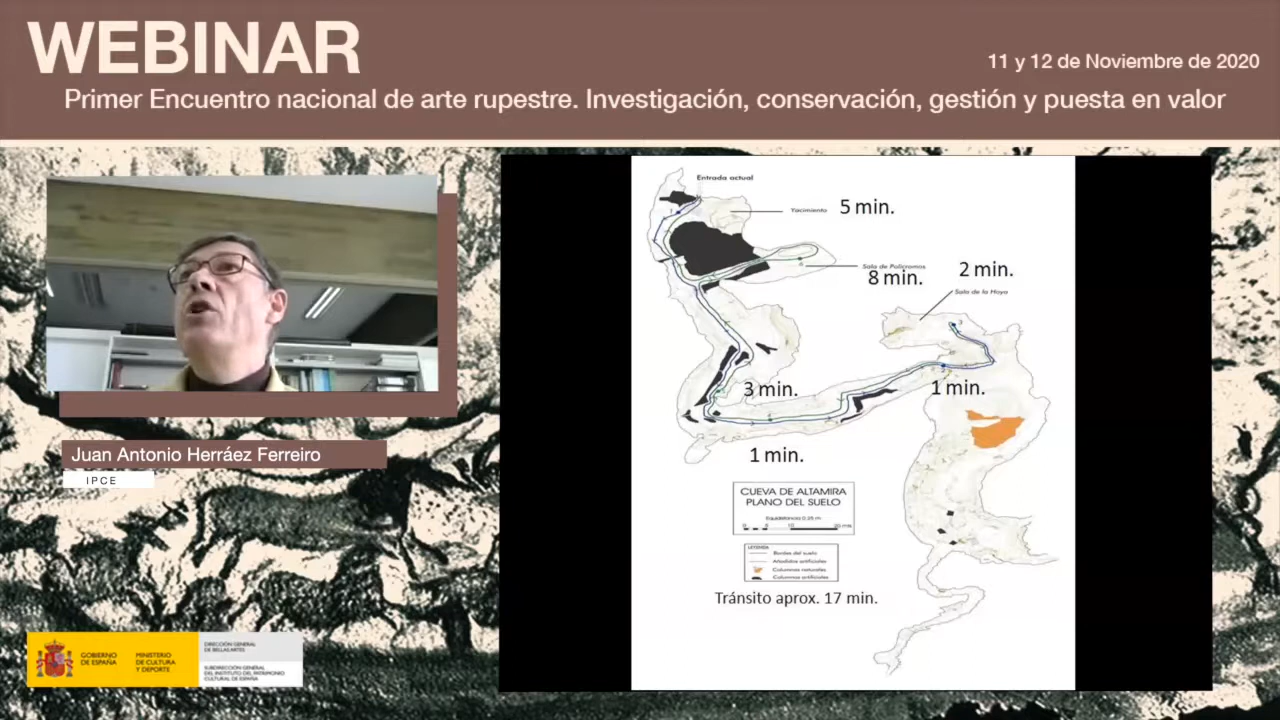 WEBINAR
11 y 12 de Noviembre de 2020
Primer Encuentro nacional de arte rupestre. Investigación, conservación, gestión y puesta en valor
Entrada actual
Yacimiento
5 min.
Sala de Polícromos
8 min.
2 min.
Sala de la Hoya
3 min.
1 min.
1 min.
CUEVA DE ALTAMIRA
PLANO DEL SUELO
Equidistancia 0,25 m
LEYENDA
Bordes del suelo
Añadidos artificiales
Columnas naturales
Columnas artificiales
Tránsito aprox. 17 min.
Juan Antonio Herráez Ferreiro
IPCE
GOBIERNO
DE ESPAÑA
MINISTERIO
DE CULTURA
Y DEPORTE
DIRECCIÓN GENERAL
DE BELLAS ARTES
SUBDIRECCIÓN GENERAL
DEL INSTITUTO DEL PATRIMONIO
CULTURAL DE ESPAÑA